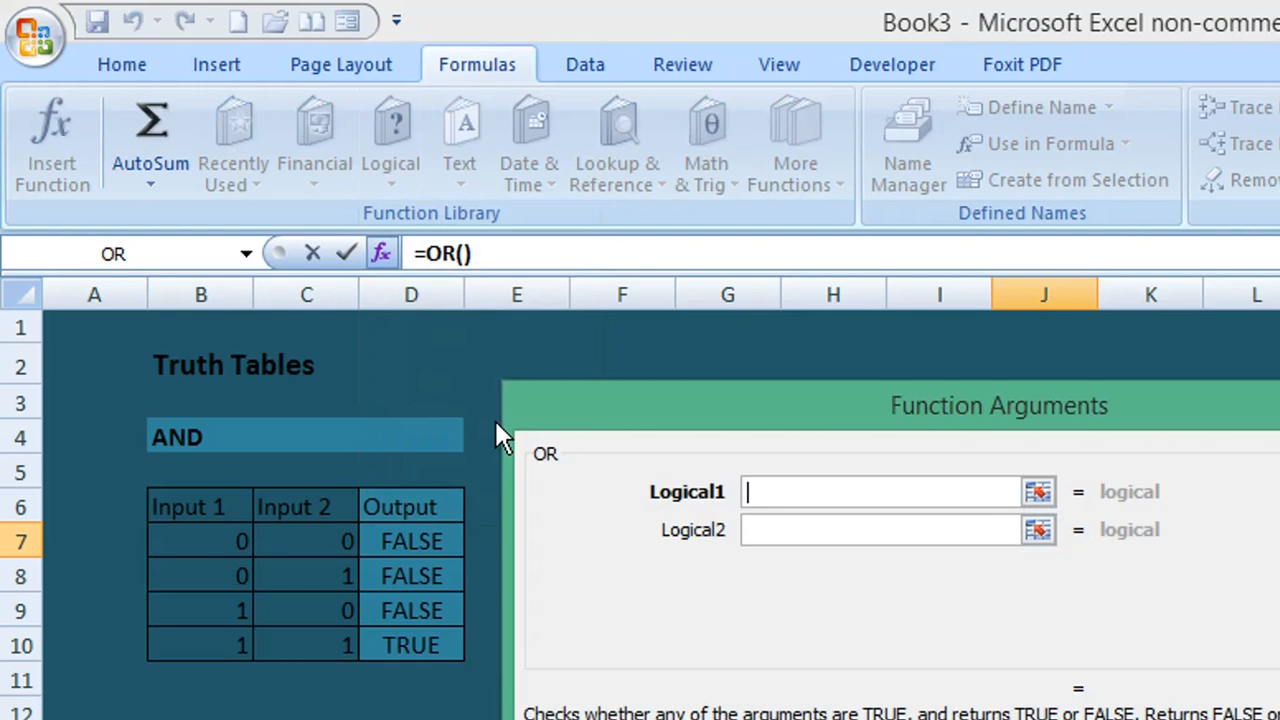 Book3 - Microsoft Excel non-comme
Home Insert Page Layout Formulas Data Review View Developer Foxit PDF
fx Σ ? A θ Define Name Trace
Insert Function AutoSum Recently Used Financial Logical Text Date & Time Lookup & Reference Math & Trig More Functions Name Manager Use in Formula Trace
Create from Selection Remo
Function Library Defined Names
OR fx =OR()
A B C D E F G H I J K L
1
2 Truth Tables
3 Function Arguments
4 AND
OR
5 Logical1 = logical
6 Input 1 Input 2 Output
Logical2 = logical
7 0 0 FALSE
8 0 1 FALSE
9 1 0 FALSE
10 1 1 TRUE
11 =
12 Checks whether any of the arguments are TRUE, and returns TRUE or FALSE. Returns FALSE o